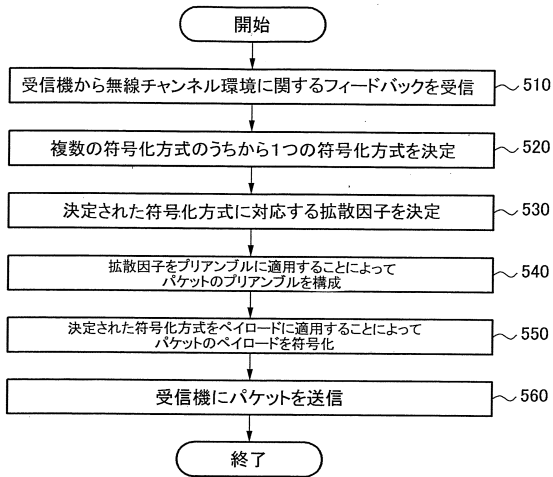 開始
受信機から無線チャンネル環境に関するフィードバックを受信
510
複数の符号化方式のうちから1つの符号化方式を決定
520
決定された符号化方式に対応する拡散因子を決定
530
拡散因子をプリアンブルに適用することによって
パケットのプリアンブルを構成
540
決定された符号化方式をペイロードに適用することによって
パケットのペイロードを符号化
550
受信機にパケットを送信
560
終了